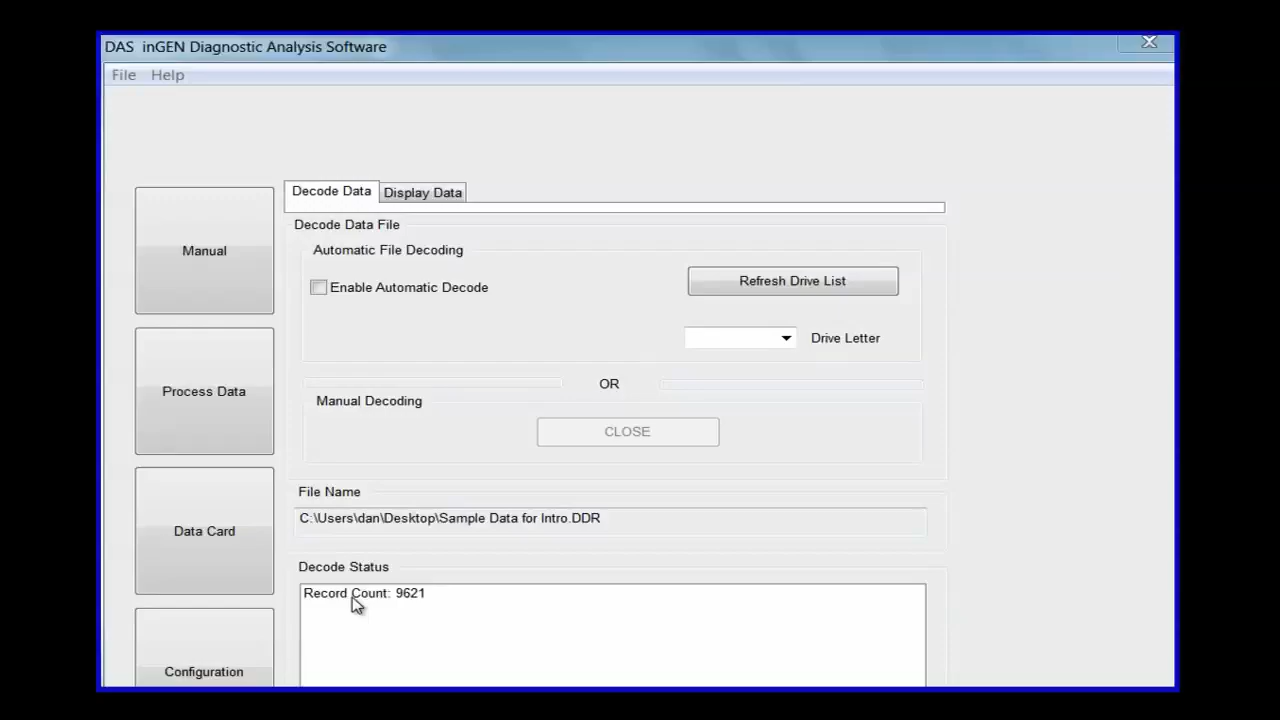 DAS inGEN Diagnostic Analysis Software
File Help
Decode Data Display Data
Decode Data File
Automatic File Decoding
Enable Automatic Decode
Refresh Drive List
Drive Letter
OR
Manual Decoding
CLOSE
File Name
C:\Users\dan\Desktop\Sample Data for Intro.DDR
Decode Status
Record Count: 9621
Manual
Process Data
Data Card
Configuration